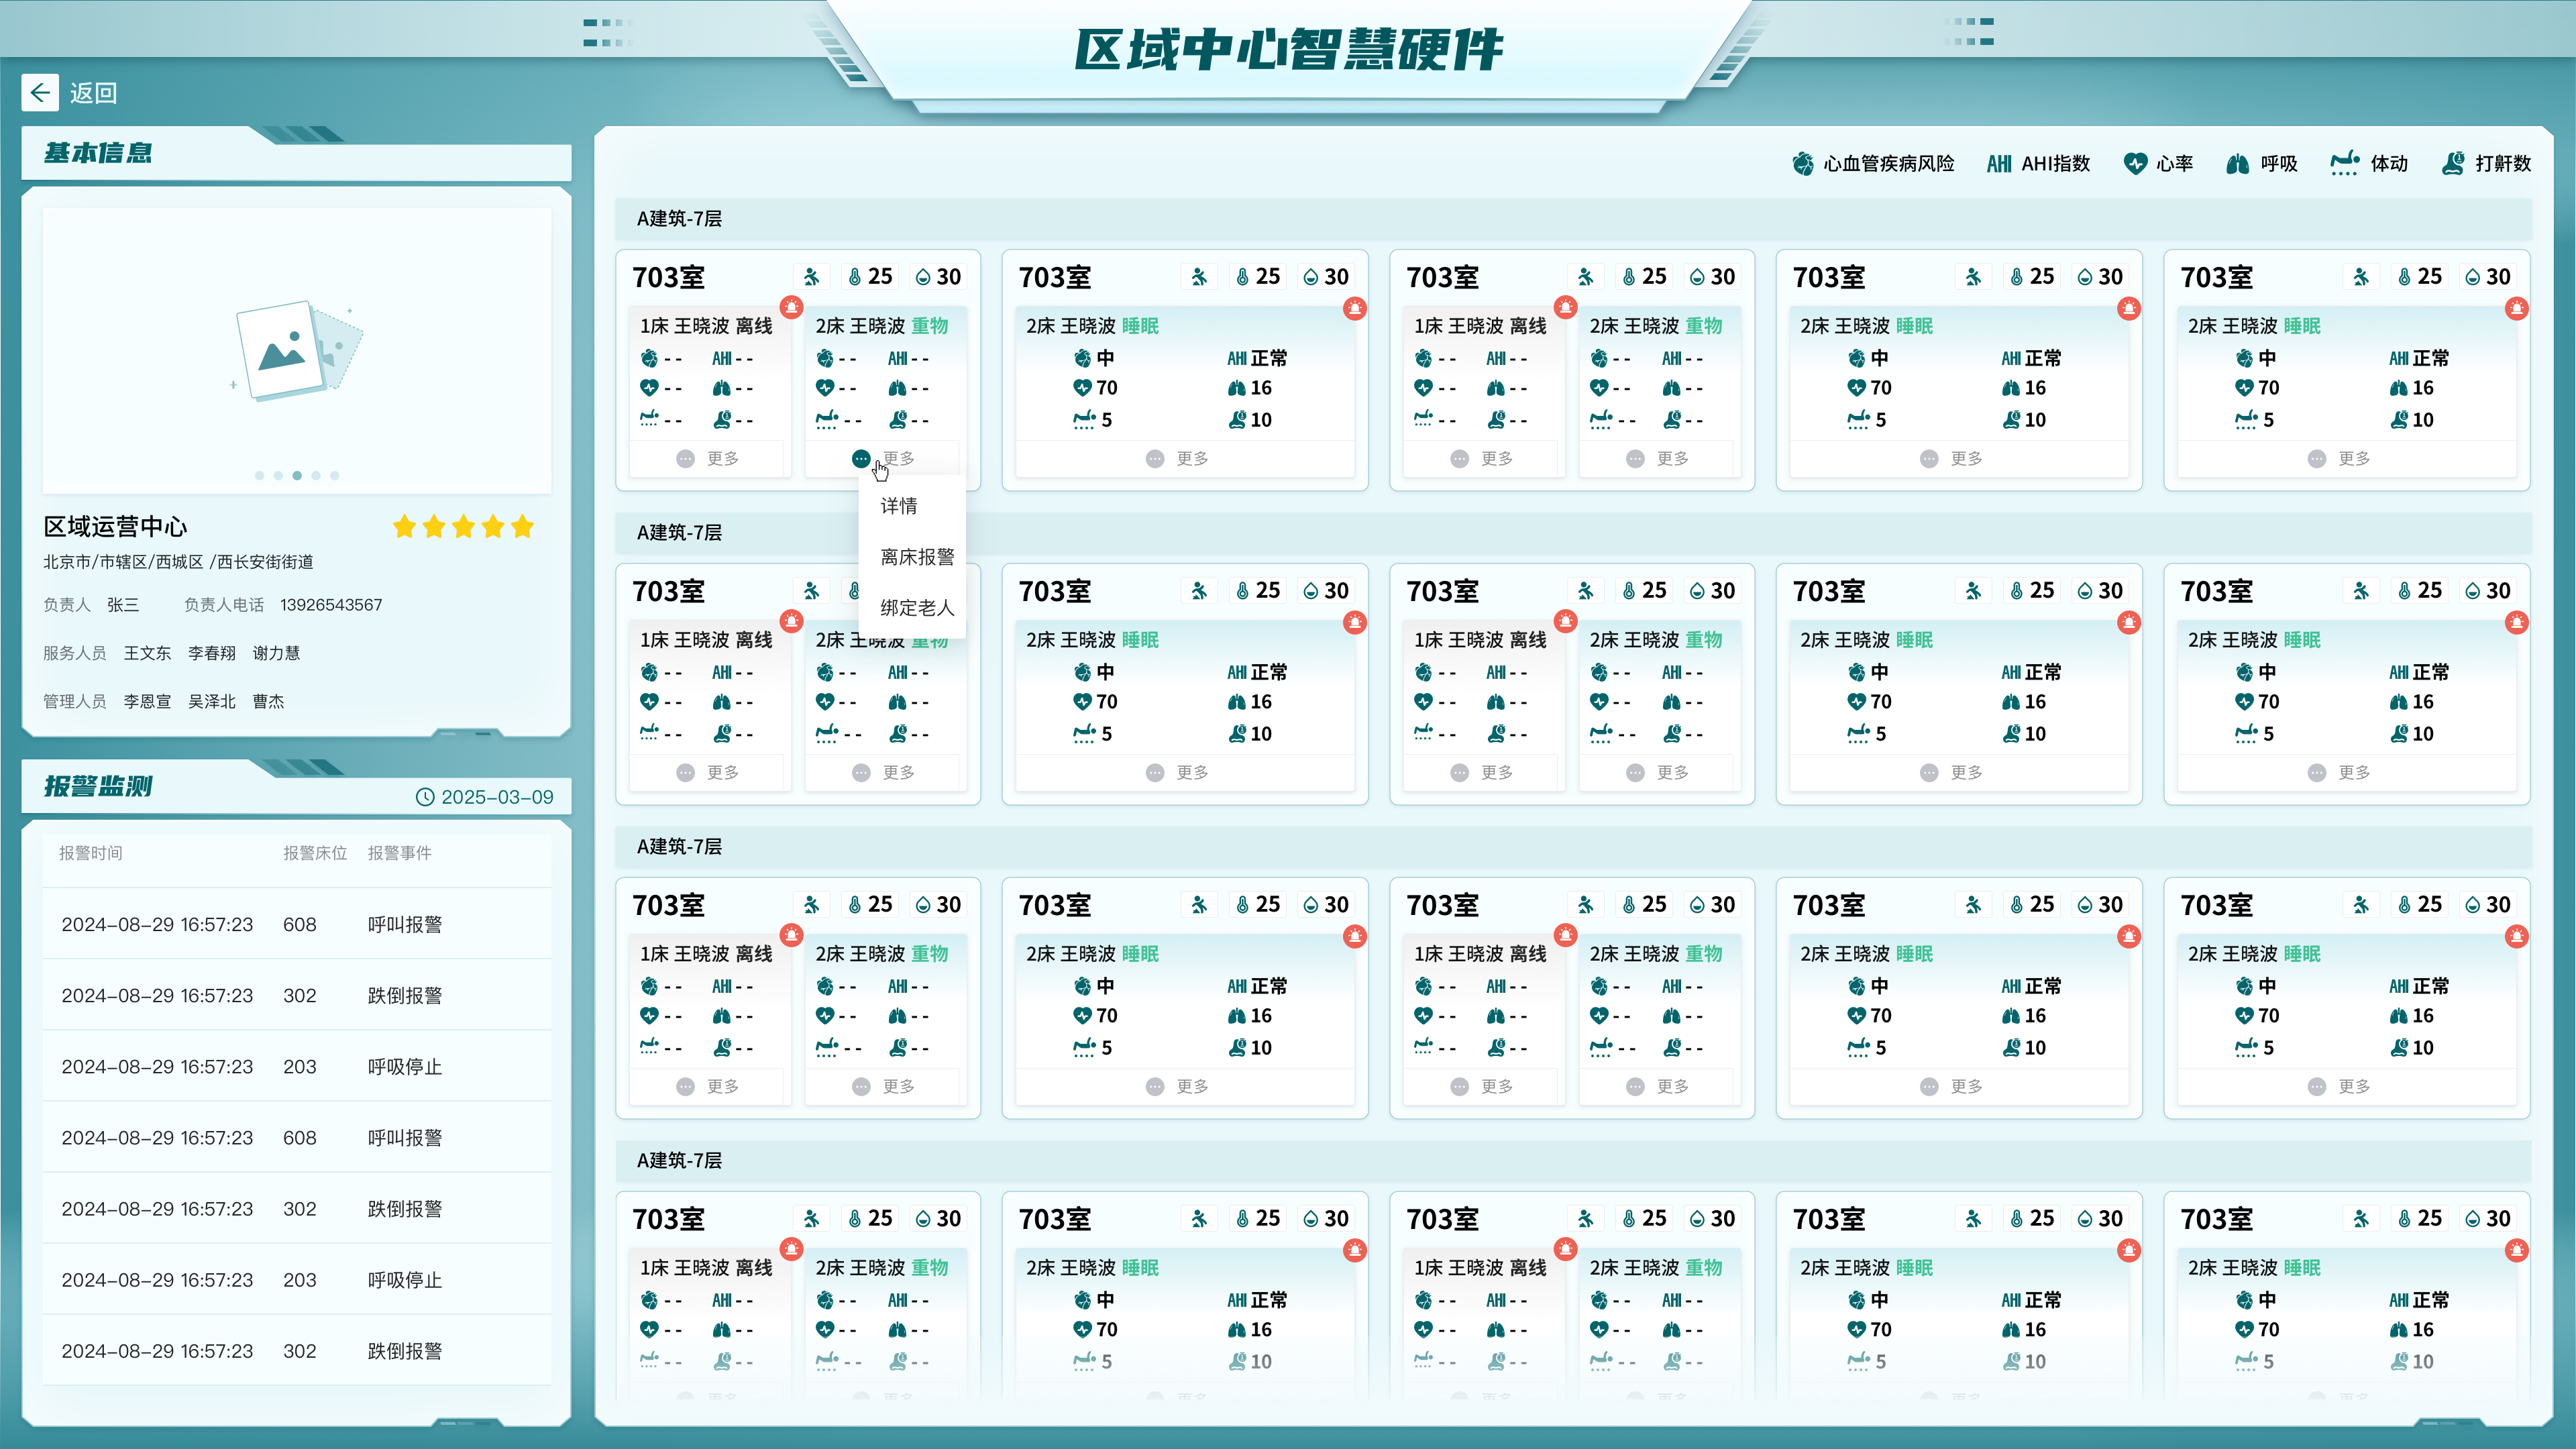 区域中心智慧硬件
返回
基本信息
区域运营中心
北京市/市辖区/西城区 /西长安街街道
负责人 张三 负责人电话 13926543567
服务人员 王文东 李春翔 谢力慧
管理人员 李恩宣 吴泽北 曹杰
报警监测
2025-03-09
报警时间 报警床位 报警事件
2024-08-29 16:57:23 608 呼叫报警
2024-08-29 16:57:23 302 跌倒报警
2024-08-29 16:57:23 203 呼吸停止
2024-08-29 16:57:23 608 呼叫报警
2024-08-29 16:57:23 302 跌倒报警
2024-08-29 16:57:23 203 呼吸停止
2024-08-29 16:57:23 302 跌倒报警
心血管疾病风险 AHI AHI指数 心率 呼吸 体动 打鼾数
A建筑-7层
703室 25 30 703室 25 30 703室 25 30 703室 25 30 703室 25 30
1床 王晓波 离线 2床 王晓波 重物 2床 王晓波 睡眠 1床 王晓波 离线 2床 王晓波 重物 2床 王晓波 睡眠 2床 王晓波 睡眠
-- AHI -- -- AHI -- 中 AHI 正常 -- AHI -- -- AHI -- 中 AHI 正常 中 AHI 正常
-- -- -- -- 70 16 -- -- -- -- 70 16 70 16
-- -- -- -- 5 10 -- -- -- -- 5 10 5 10
更多 更多 更多 更多 更多 更多 更多
详情
离床报警
绑定老人
A建筑-7层
703室 703室 25 30 703室 25 30 703室 25 30 703室 25 30
1床 王晓波 离线 2床 王晓波 重物 2床 王晓波 睡眠 1床 王晓波 离线 2床 王晓波 重物 2床 王晓波 睡眠 2床 王晓波 睡眠
-- AHI -- -- AHI -- 中 AHI 正常 -- AHI -- -- AHI -- 中 AHI 正常 中 AHI 正常
-- -- -- -- 70 16 -- -- -- -- 70 16 70 16
-- -- -- -- 5 10 -- -- -- -- 5 10 5 10
更多 更多 更多 更多 更多 更多 更多
A建筑-7层
703室 25 30 703室 25 30 703室 25 30 703室 25 30 703室 25 30
1床 王晓波 离线 2床 王晓波 重物 2床 王晓波 睡眠 1床 王晓波 离线 2床 王晓波 重物 2床 王晓波 睡眠 2床 王晓波 睡眠
-- AHI -- -- AHI -- 中 AHI 正常 -- AHI -- -- AHI -- 中 AHI 正常 中 AHI 正常
-- -- -- -- 70 16 -- -- -- -- 70 16 70 16
-- -- -- -- 5 10 -- -- -- -- 5 10 5 10
更多 更多 更多 更多 更多 更多 更多
A建筑-7层
703室 25 30 703室 25 30 703室 25 30 703室 25 30 703室 25 30
1床 王晓波 离线 2床 王晓波 重物 2床 王晓波 睡眠 1床 王晓波 离线 2床 王晓波 重物 2床 王晓波 睡眠 2床 王晓波 睡眠
-- AHI -- -- AHI -- 中 AHI 正常 -- AHI -- -- AHI -- 中 AHI 正常 中 AHI 正常
-- -- -- -- 70 16 -- -- -- -- 70 16 70 16
-- -- -- -- 5 10 -- -- -- -- 5 10 5 10